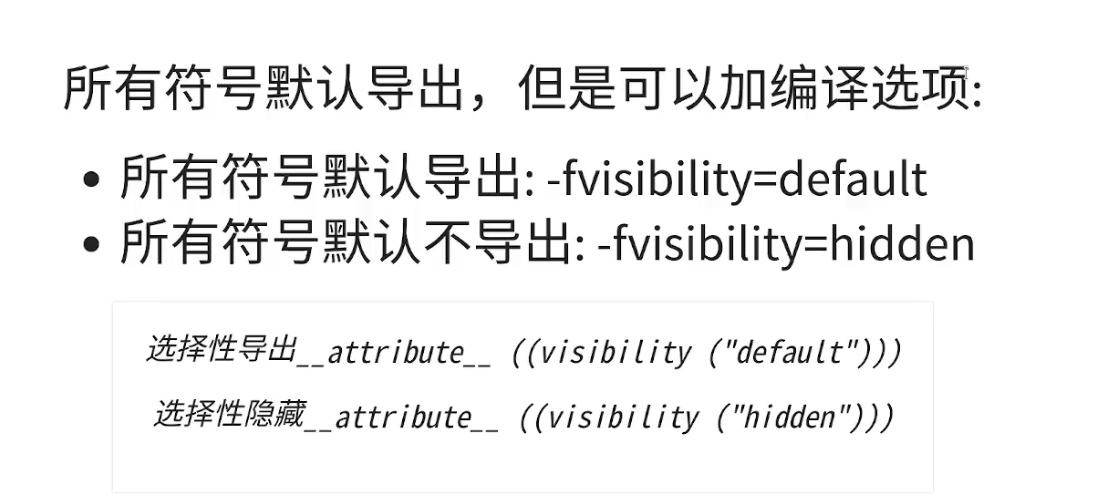 所有符号默认导出，但是可以加编译选项:
• 所有符号默认导出: -fvisibility=default
• 所有符号默认不导出: -fvisibility=hidden
选择性导出__attribute__ ((visibility ("default")))
选择性隐藏__attribute__ ((visibility ("hidden")))